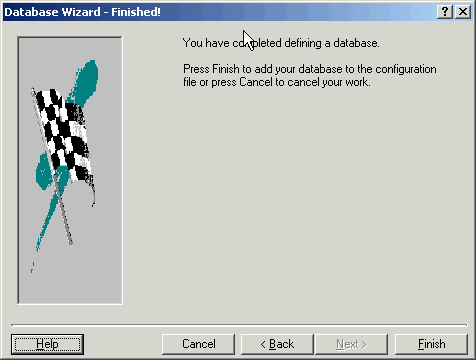 Database Wizard - Finished!
You have completed defining a database.
Press Finish to add your database to the configuration
file or press Cancel to cancel your work.
Help
Cancel
< Back
Next >
Finish